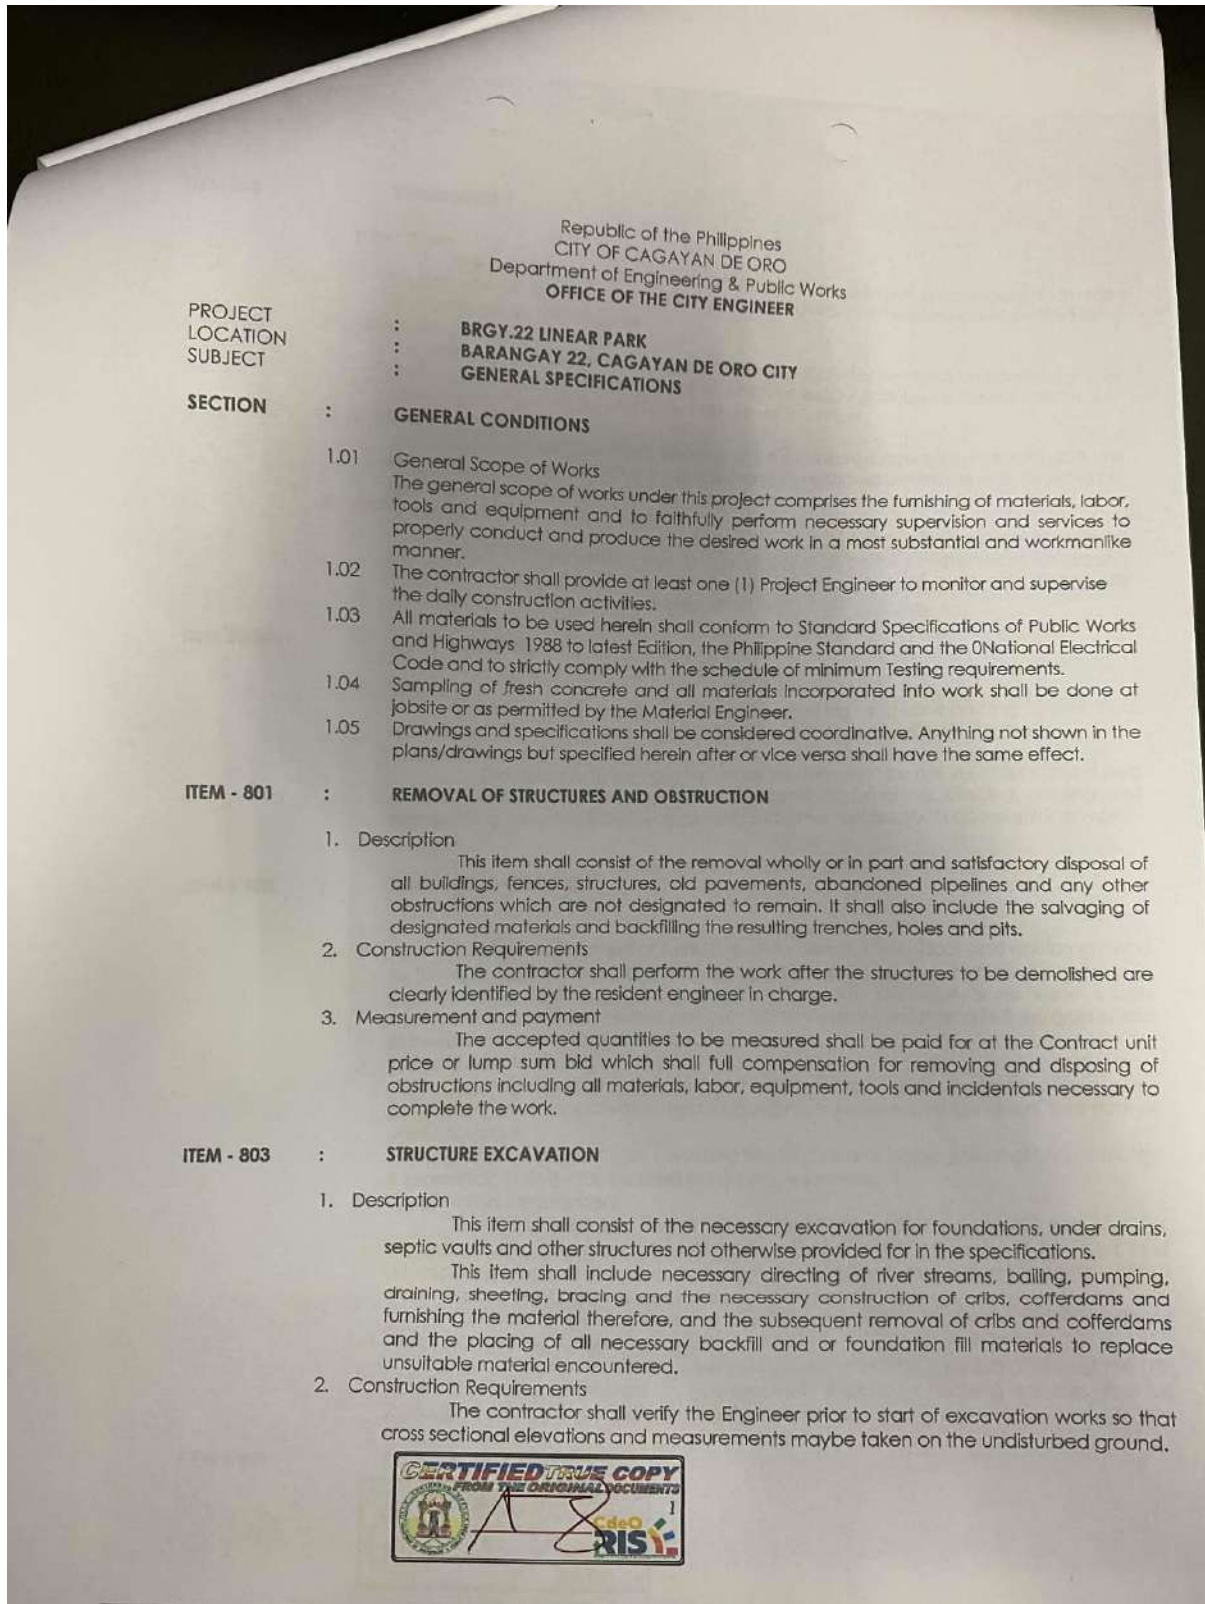 Republic of the Philippines
CITY OF CAGAYAN DE ORO
Department of Engineering & Public Works
OFFICE OF THE CITY ENGINEER
PROJECT : BRGY.22 LINEAR PARK
LOCATION : BARANGAY 22, CAGAYAN DE ORO CITY
SUBJECT : GENERAL SPECIFICATIONS
SECTION : GENERAL CONDITIONS
1.01 General Scope of Works
The general scope of works under this project comprises the furnishing of materials, labor,
tools and equipment and to faithfully perform necessary supervision and services to
properly conduct and produce the desired work in a most substantial and workmanlike
manner.
1.02 The contractor shall provide at least one (1) Project Engineer to monitor and supervise
the daily construction activities.
1.03 All materials to be used herein shall conform to Standard Specifications of Public Works
and Highways 1988 to latest Edition, the Philippine Standard and the 0National Electrical
Code and to strictly comply with the schedule of minimum Testing requirements.
1.04 Sampling of fresh concrete and all materials incorporated into work shall be done at
jobsite or as permitted by the Material Engineer.
1.05 Drawings and specifications shall be considered coordinative. Anything not shown in the
plans/drawings but specified herein after or vice versa shall have the same effect.
ITEM - 801 : REMOVAL OF STRUCTURES AND OBSTRUCTION
1. Description
This item shall consist of the removal wholly or in part and satisfactory disposal of
all buildings, fences, structures, old pavements, abandoned pipelines and any other
obstructions which are not designated to remain. It shall also include the salvaging of
designated materials and backfilling the resulting trenches, holes and pits.
2. Construction Requirements
The contractor shall perform the work after the structures to be demolished are
clearly identified by the resident engineer in charge.
3. Measurement and payment
The accepted quantities to be measured shall be paid for at the Contract unit
price or lump sum bid which shall full compensation for removing and disposing of
obstructions including all materials, labor, equipment, tools and incidentals necessary to
complete the work.
ITEM - 803 : STRUCTURE EXCAVATION
1. Description
This item shall consist of the necessary excavation for foundations, under drains,
septic vaults and other structures not otherwise provided for in the specifications.
This item shall include necessary directing of river streams, bailing, pumping,
draining, sheeting, bracing and the necessary construction of cribs, cofferdams and
furnishing the material therefore, and the subsequent removal of cribs and cofferdams
and the placing of all necessary backfill and or foundation fill materials to replace
unsuitable material encountered.
2. Construction Requirements
The contractor shall verify the Engineer prior to start of excavation works so that
cross sectional elevations and measurements maybe taken on the undisturbed ground.
CERTIFIED TRUE COPY
FROM THE ORIGINAL DOCUMENTS
1
CdeO
RIS